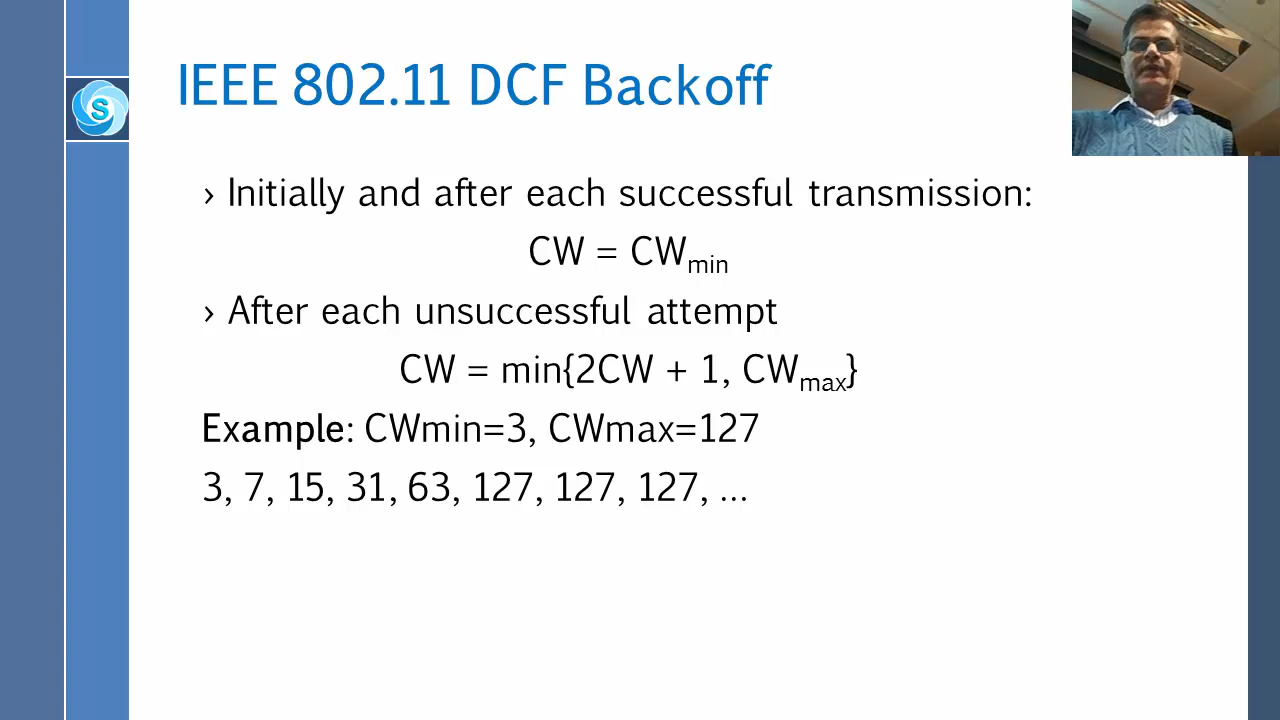 IEEE 802.11 DCF Backoff
S
› Initially and after each successful transmission:
CW = CWmin
› After each unsuccessful attempt
CW = min{2CW + 1, CWmax}
Example: CWmin=3, CWmax=127
3, 7, 15, 31, 63, 127, 127, 127, ...